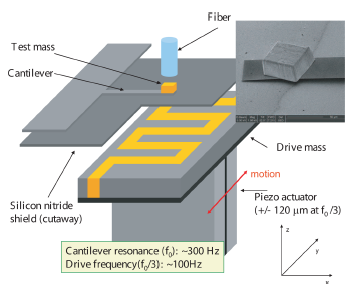 Fiber
Test mass
Cantilever
Drive mass
motion
Silicon nitride
shield (cutaway)
Piezo actuator
(+/- 120 μm at f0 /3)
Cantilever resonance (f0): ~300 Hz
Drive frequency(f0/3): ~100Hz
z
y
x